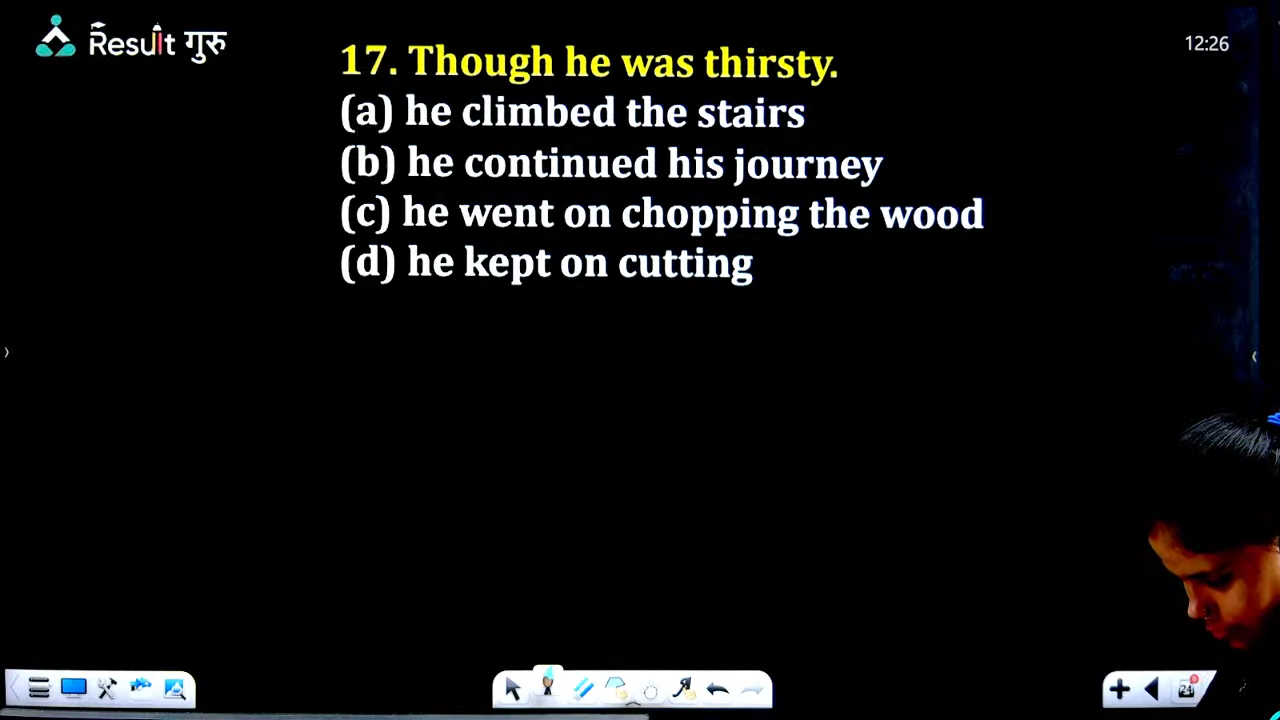 Result गुरु
12:26
17. Though he was thirsty.
(a) he climbed the stairs
(b) he continued his journey
(c) he went on chopping the wood
(d) he kept on cutting
24